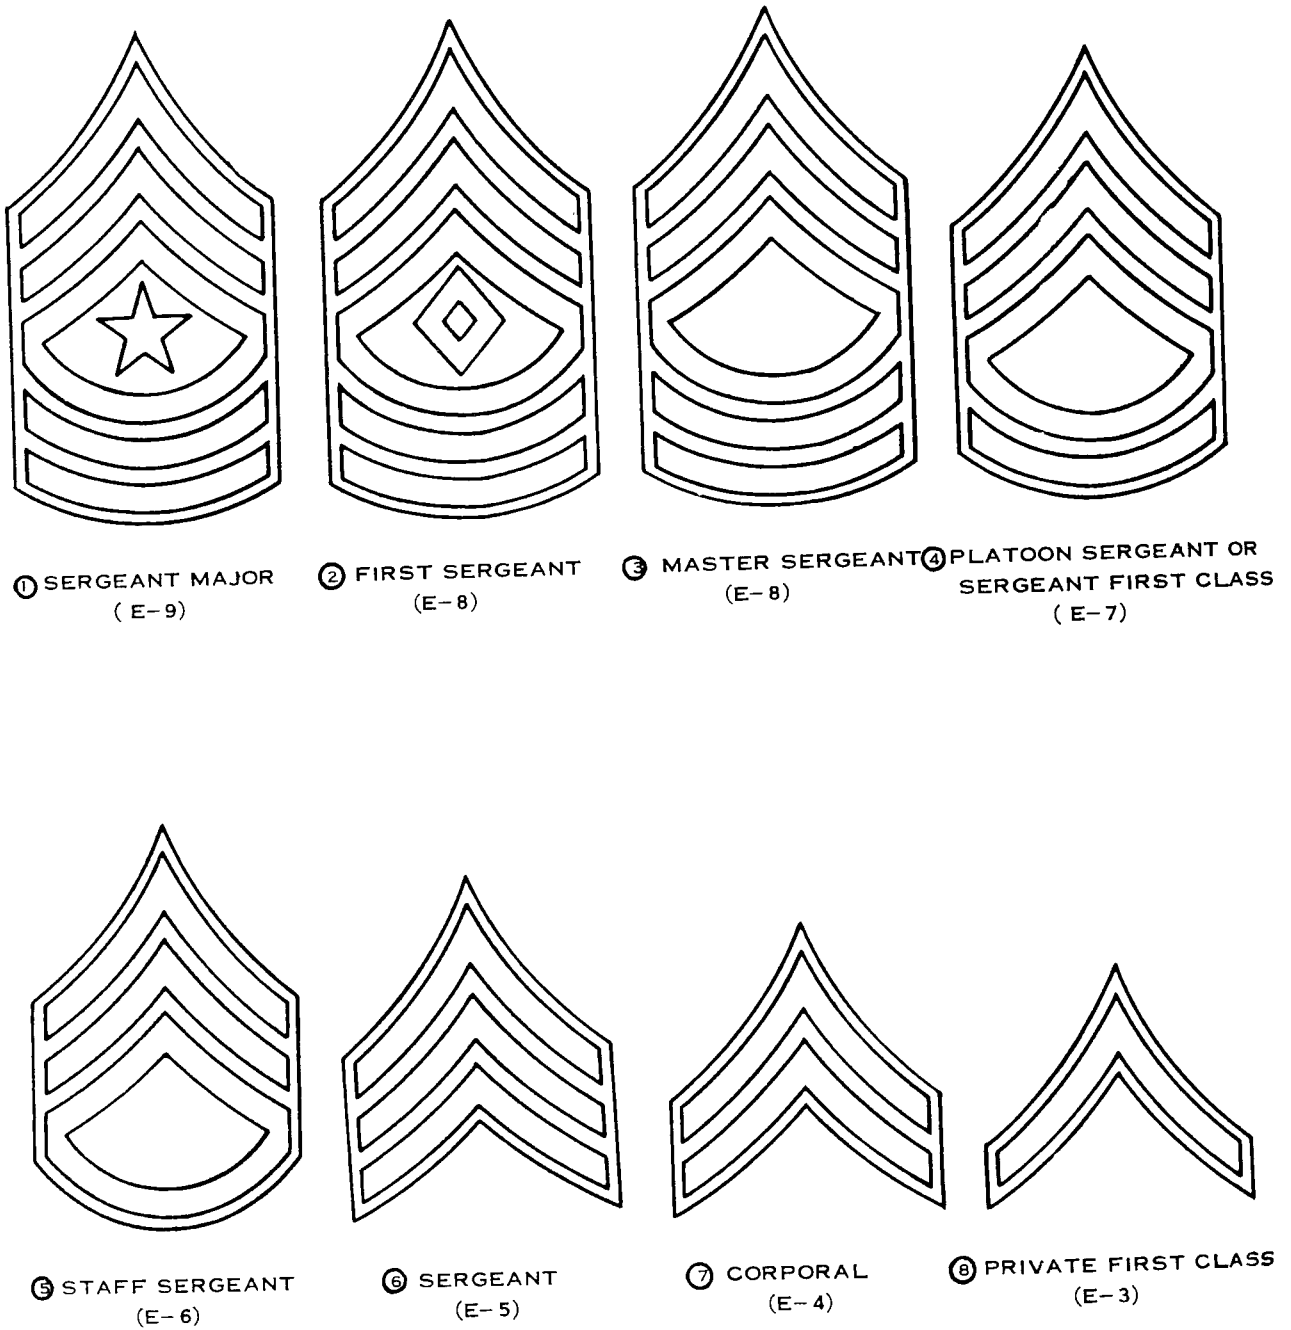 ① SERGEANT MAJOR
( E-9)
② FIRST SERGEANT
(E-8)
③ MASTER SERGEANT
(E-8)
④ PLATOON SERGEANT OR
SERGEANT FIRST CLASS
( E-7)
⑤ STAFF SERGEANT
(E-6)
⑥ SERGEANT
(E-5)
⑦ CORPORAL
(E-4)
⑧ PRIVATE FIRST CLASS
(E-3)